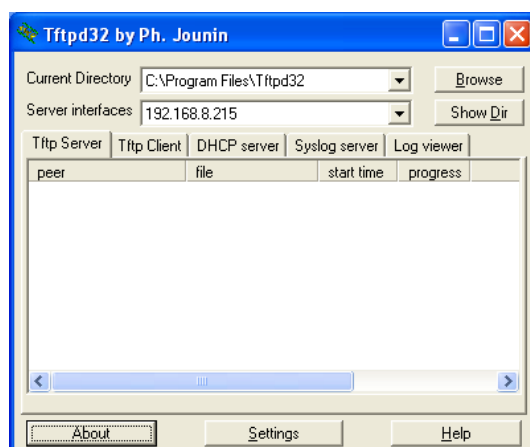 Tftpd32 by Ph. Jounin
Current Directory C:\Program Files\Tftpd32 Browse
Server interfaces 192.168.8.215 Show Dir
Tftp Server Tftp Client DHCP server Syslog server Log viewer
peer file start time progress
About Settings Help